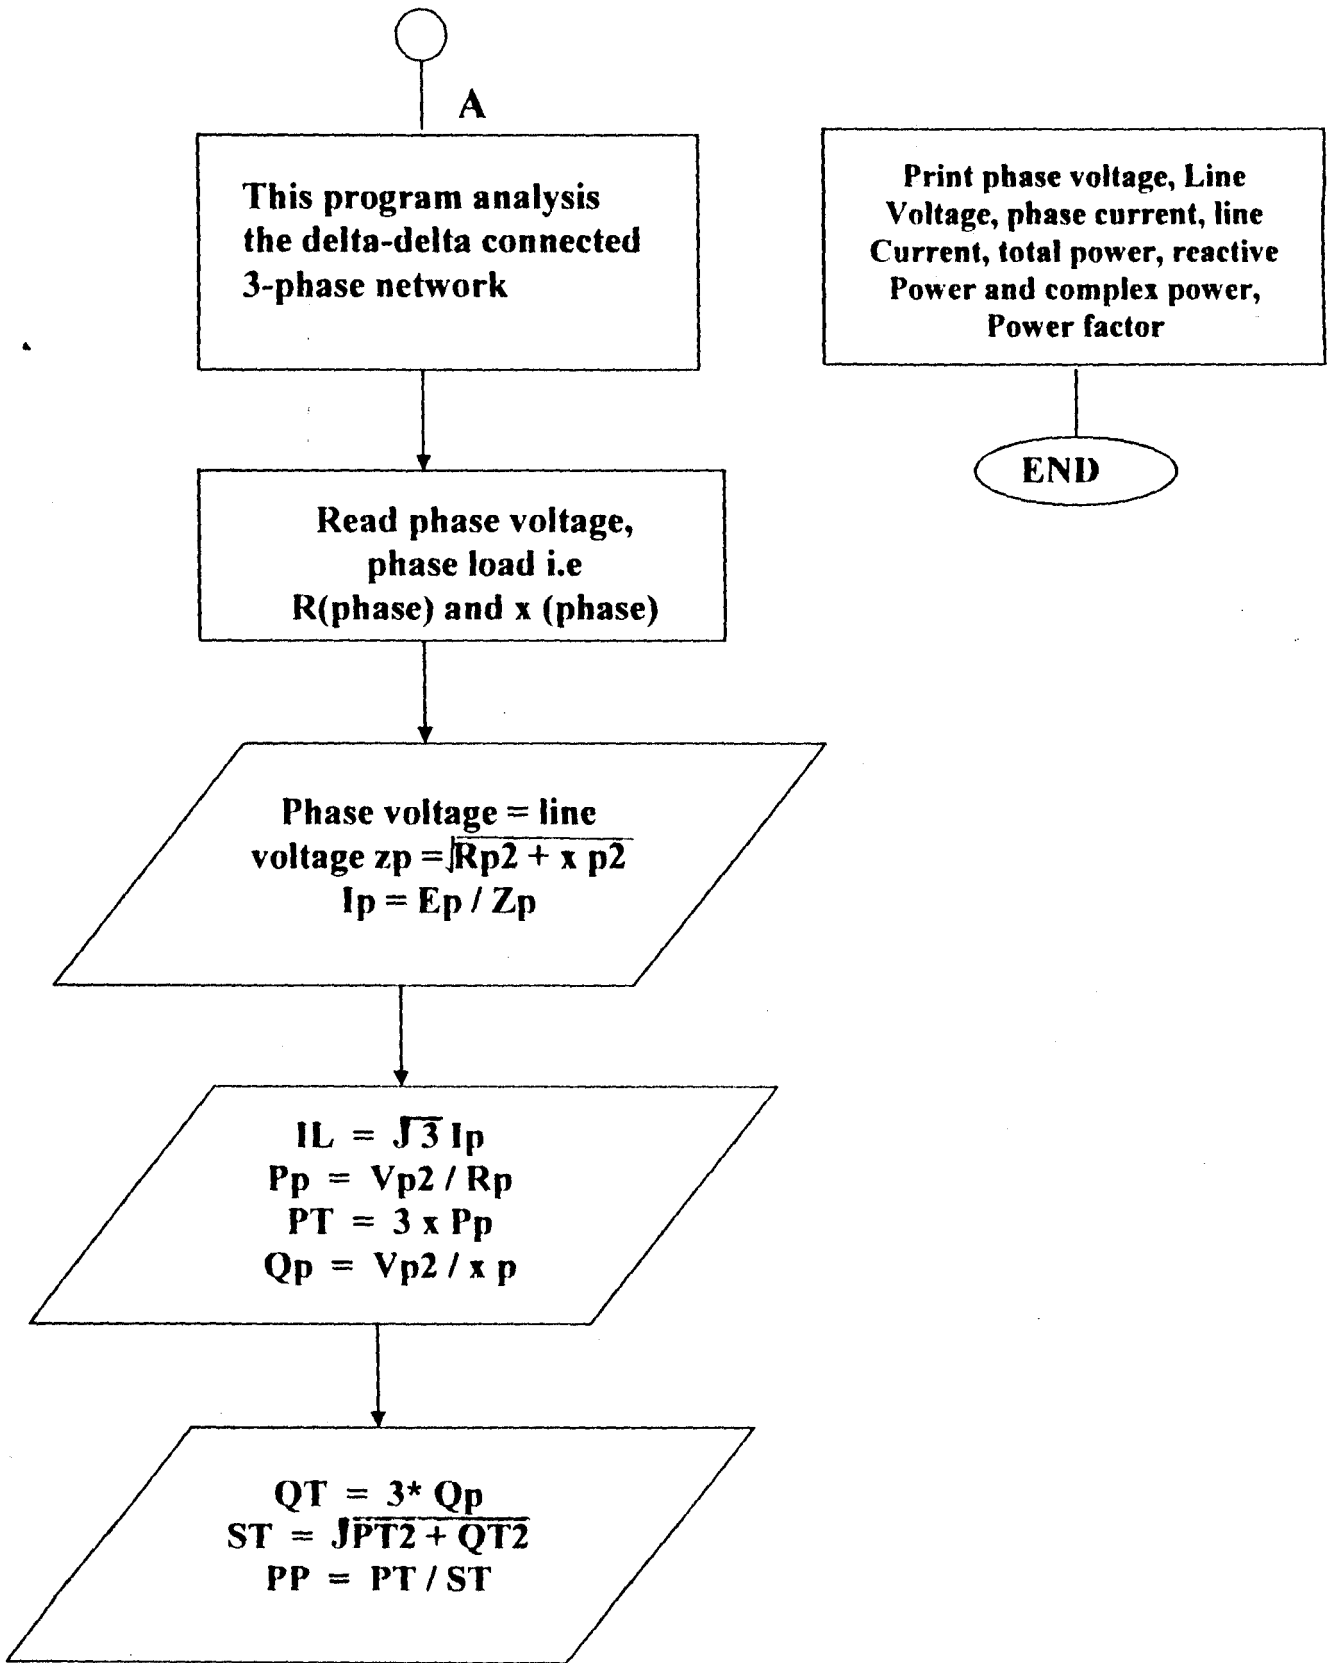 A
This program analysis
the delta-delta connected
3-phase network
Read phase voltage,
phase load i.e
R(phase) and x (phase)
Phase voltage = line
voltage zp =√Rp2 + x p2
Ip = Ep / Zp
IL = √3 Ip
Pp = Vp2 / Rp
PT = 3 x Pp
Qp = Vp2 / x p
QT = 3* Qp
ST = √PT2 + QT2
PP = PT / ST
Print phase voltage, Line
Voltage, phase current, line
Current, total power, reactive
Power and complex power,
Power factor
END